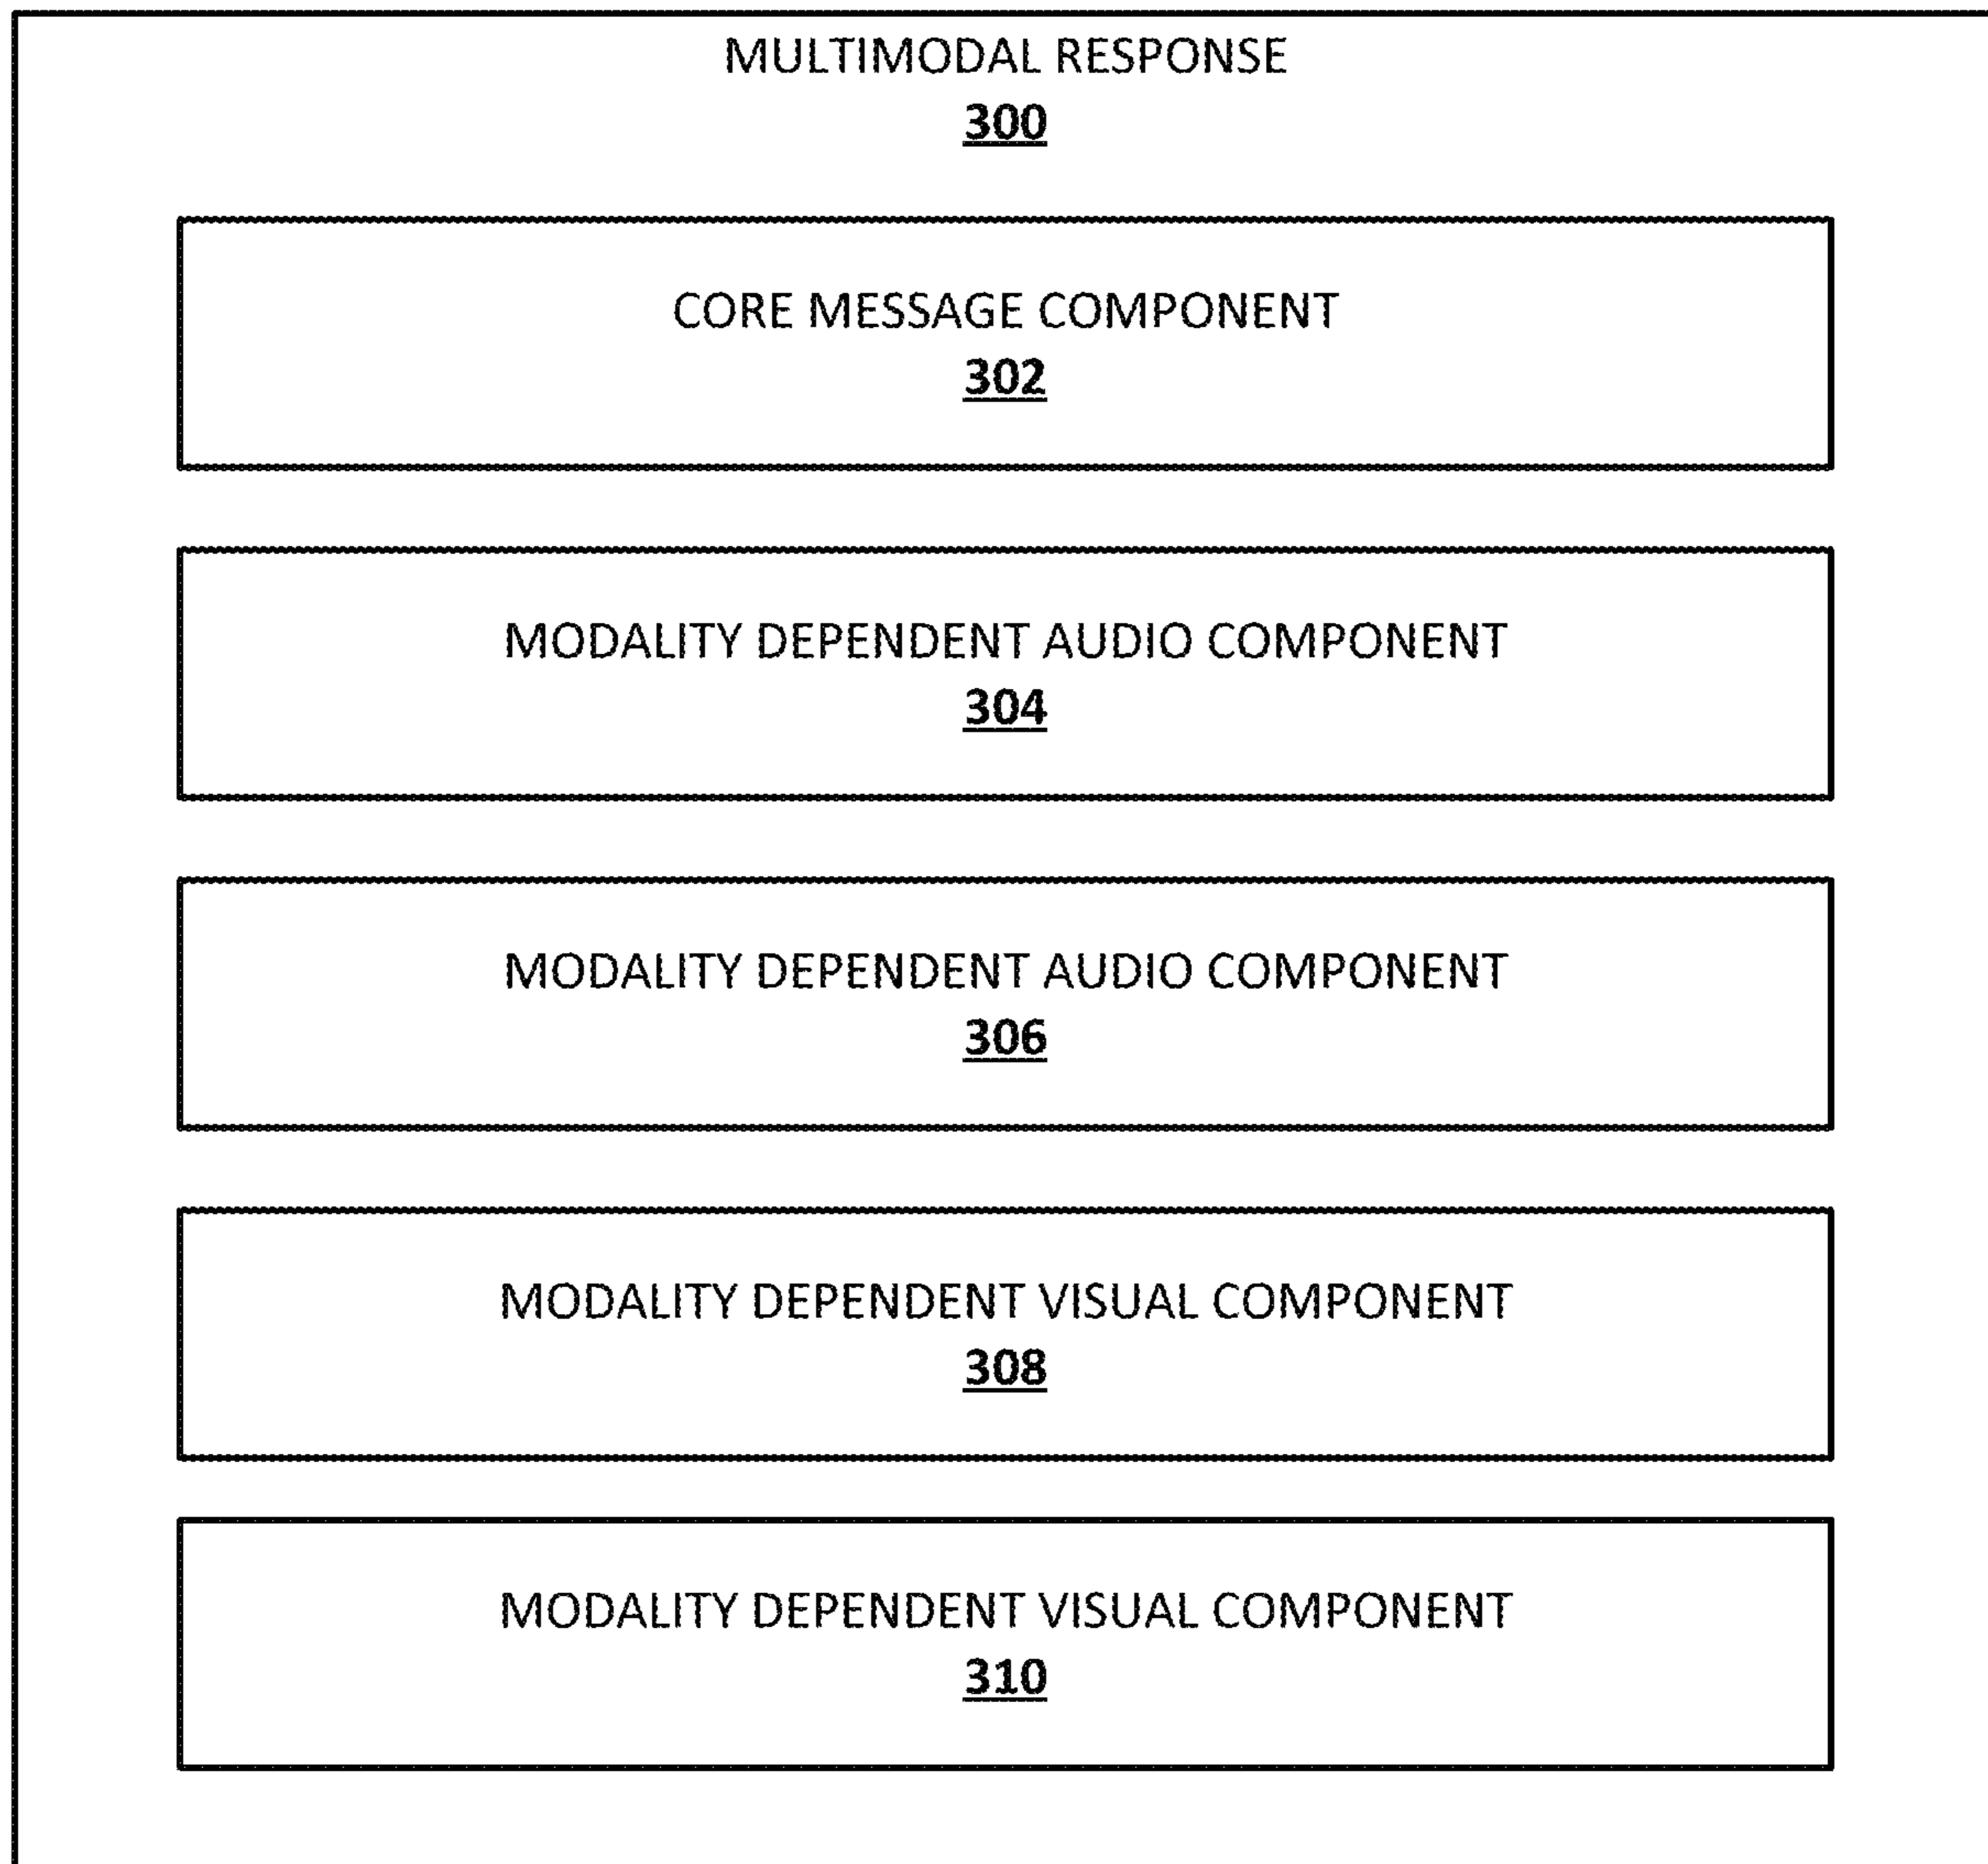 MULTIMODAL RESPONSE
300
CORE MESSAGE COMPONENT
302
MODALITY DEPENDENT AUDIO COMPONENT
304
MODALITY DEPENDENT AUDIO COMPONENT
306
MODALITY DEPENDENT VISUAL COMPONENT
308
MODALITY DEPENDENT VISUAL COMPONENT
310